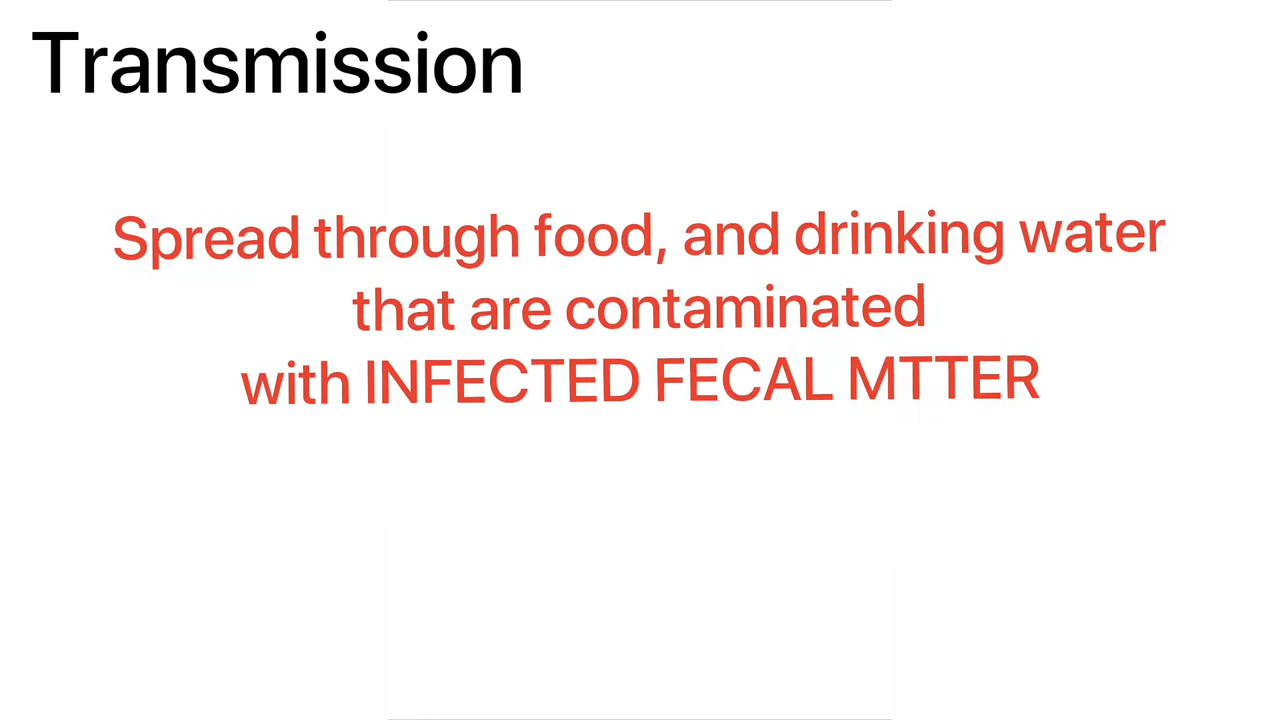 Transmission
Spread through food, and drinking water
that are contaminated
with INFECTED FECAL MTTER